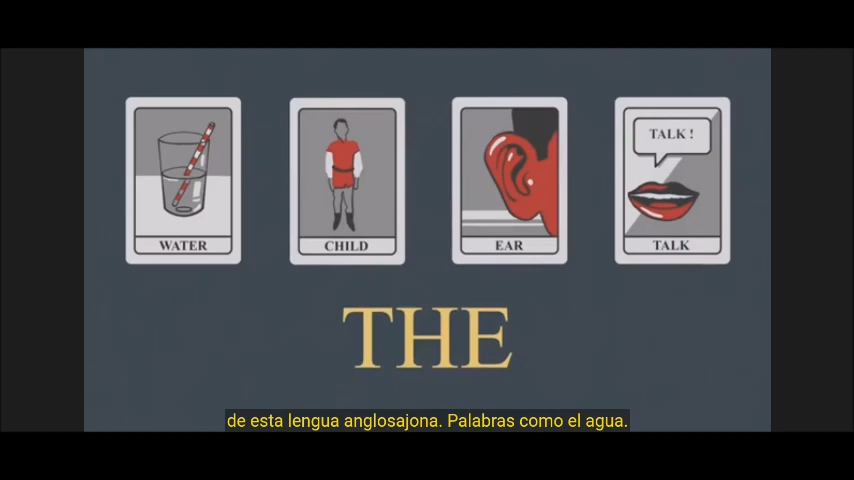 TALK !
WATER
CHILD
EAR
TALK
THE
de esta lengua anglosajona. Palabras como el agua.